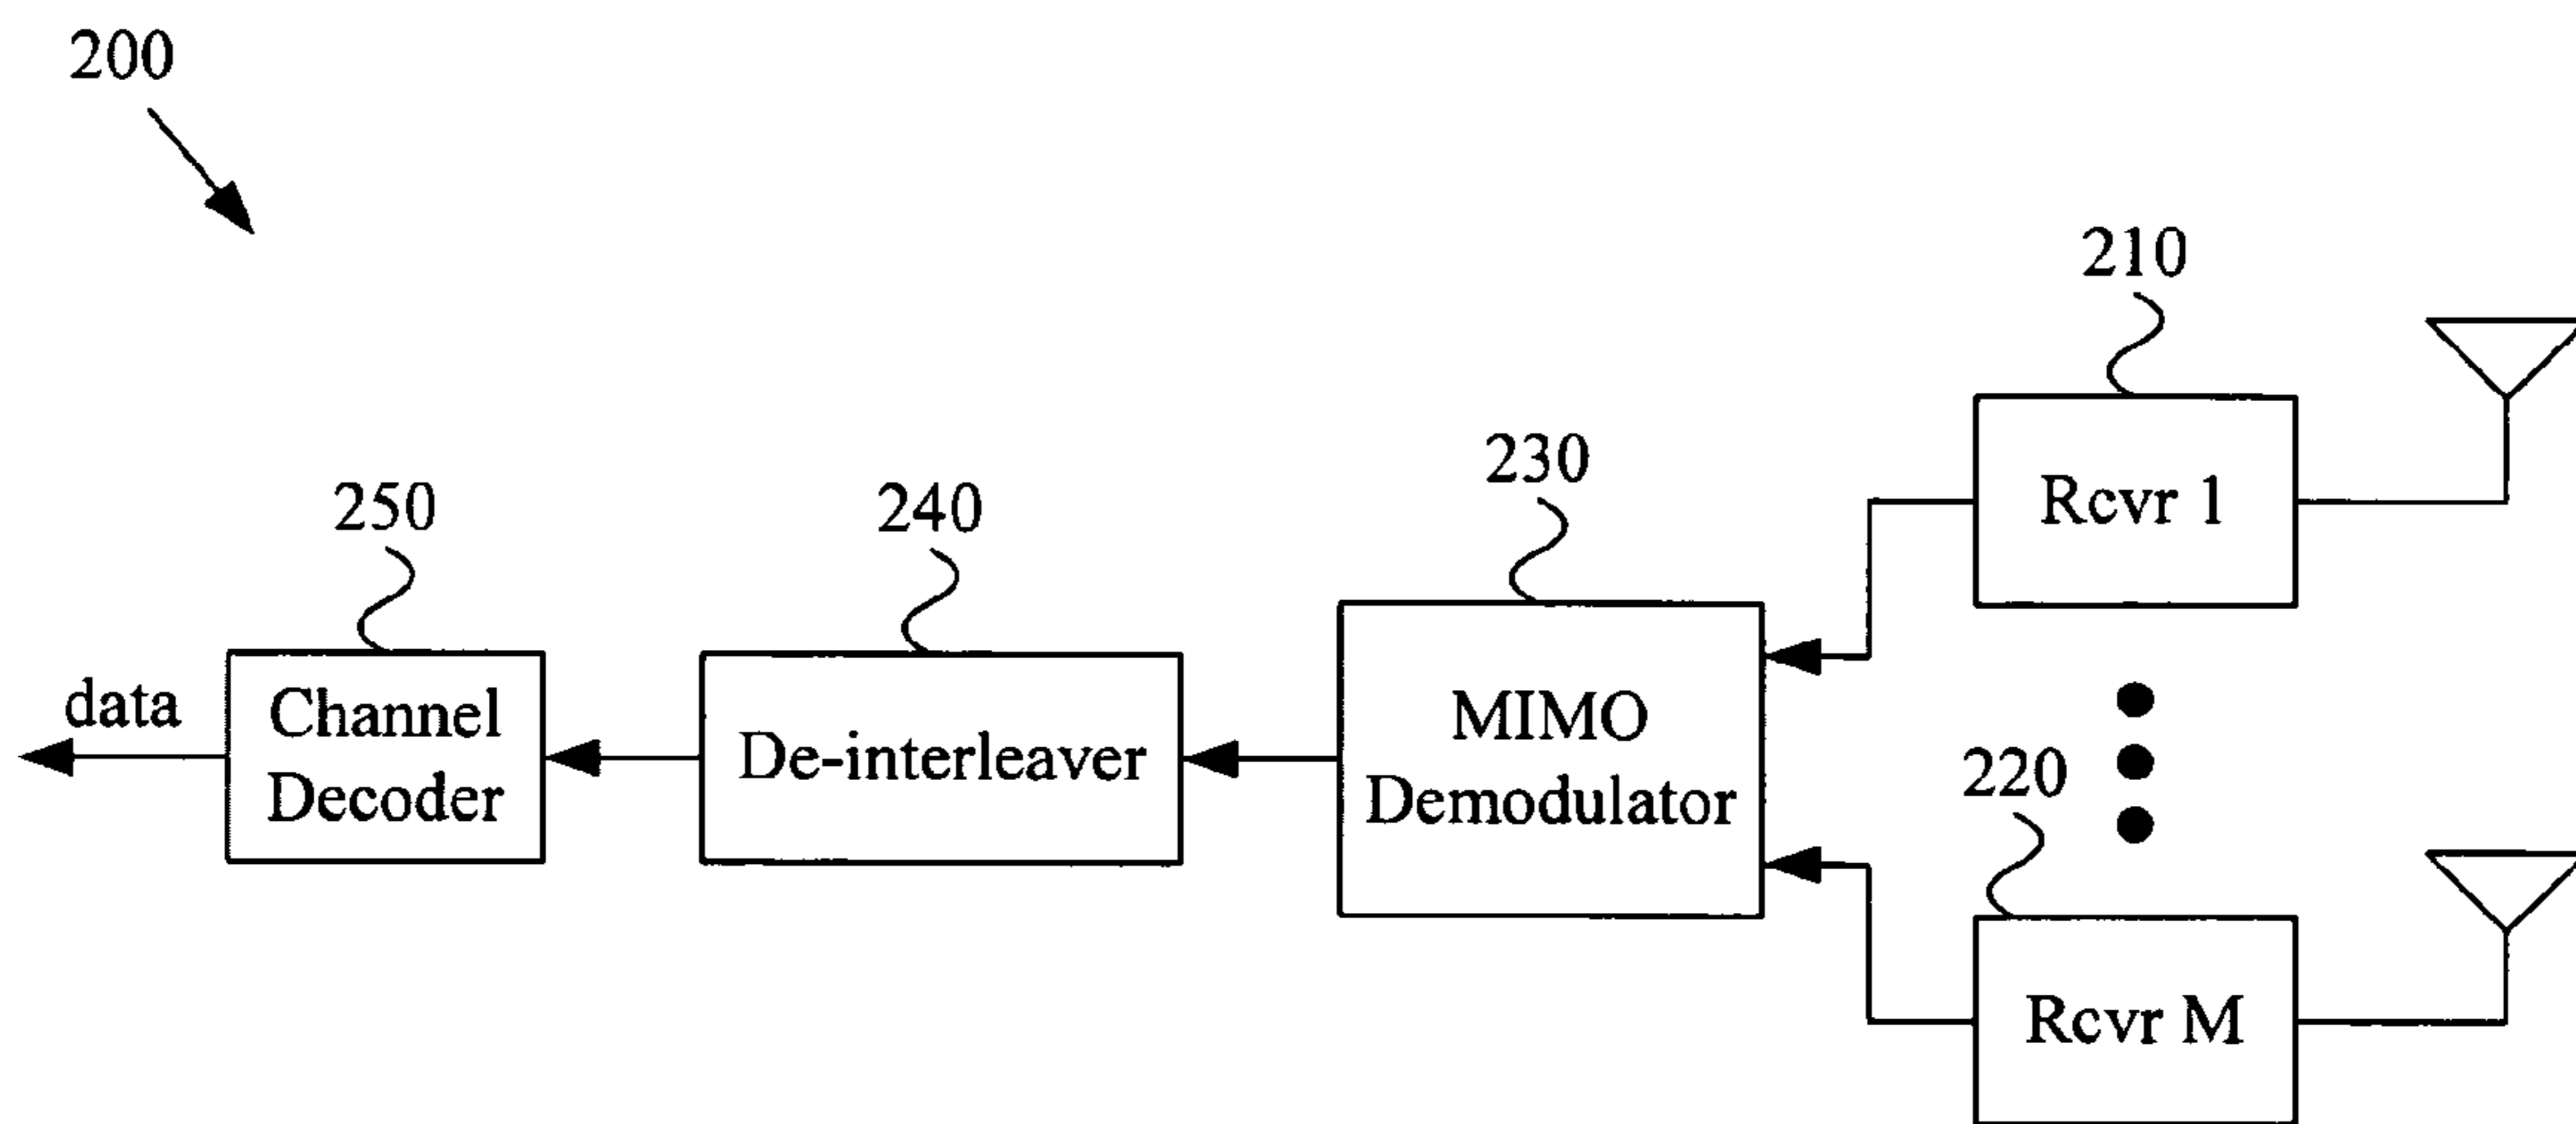 200
210
Rcvr 1
230
250
240
MIMO
Demodulator
De-interleaver
Channel
Decoder
data
220
Rcvr M